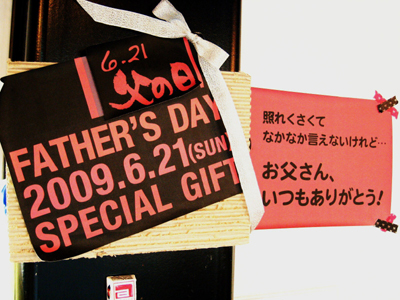 6.21
父の日!
FATHER'S DAY
2009.6.21(SUN)
SPECIAL GIFT
照れくさくて
なかなか言えないけれど…
お父さん、
いつもありがとう!